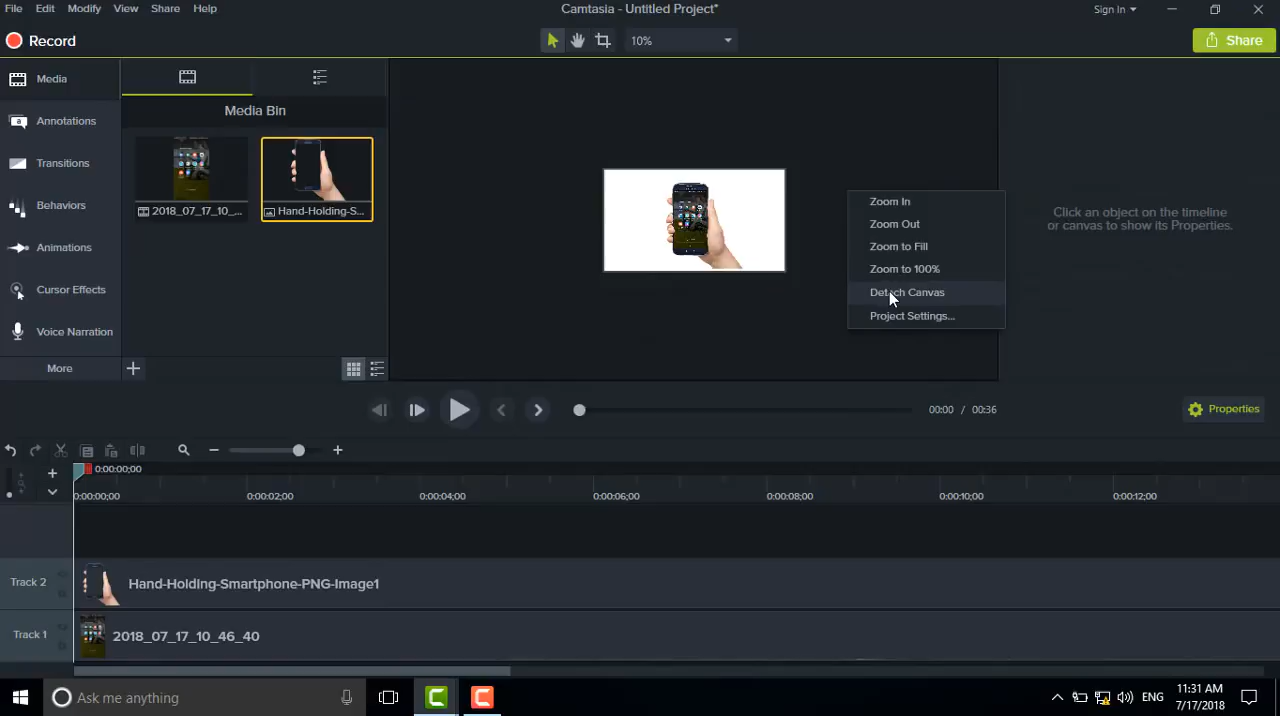 File Edit Modify View Share Help
Camtasia - Untitled Project*
Sign In
Record
10%
Share
Media
Annotations
Transitions
Behaviors
Animations
Cursor Effects
Voice Narration
More
Media Bin
2018_07_17_10_...
Hand-Holding-S...
Zoom In
Zoom Out
Zoom to Fill
Zoom to 100%
Detach Canvas
Project Settings...
Click an object on the timeline
or canvas to show its Properties.
00:00 / 00:36
Properties
0:00:00;00
0:00:00;00 0:00:02;00 0:00:04;00 0:00:06;00 0:00:08;00 0:00:10;00 0:00:12;00
Track 2
Hand-Holding-Smartphone-PNG-Image1
Track 1
2018_07_17_10_46_40
Ask me anything
ENG
11:31 AM
7/17/2018